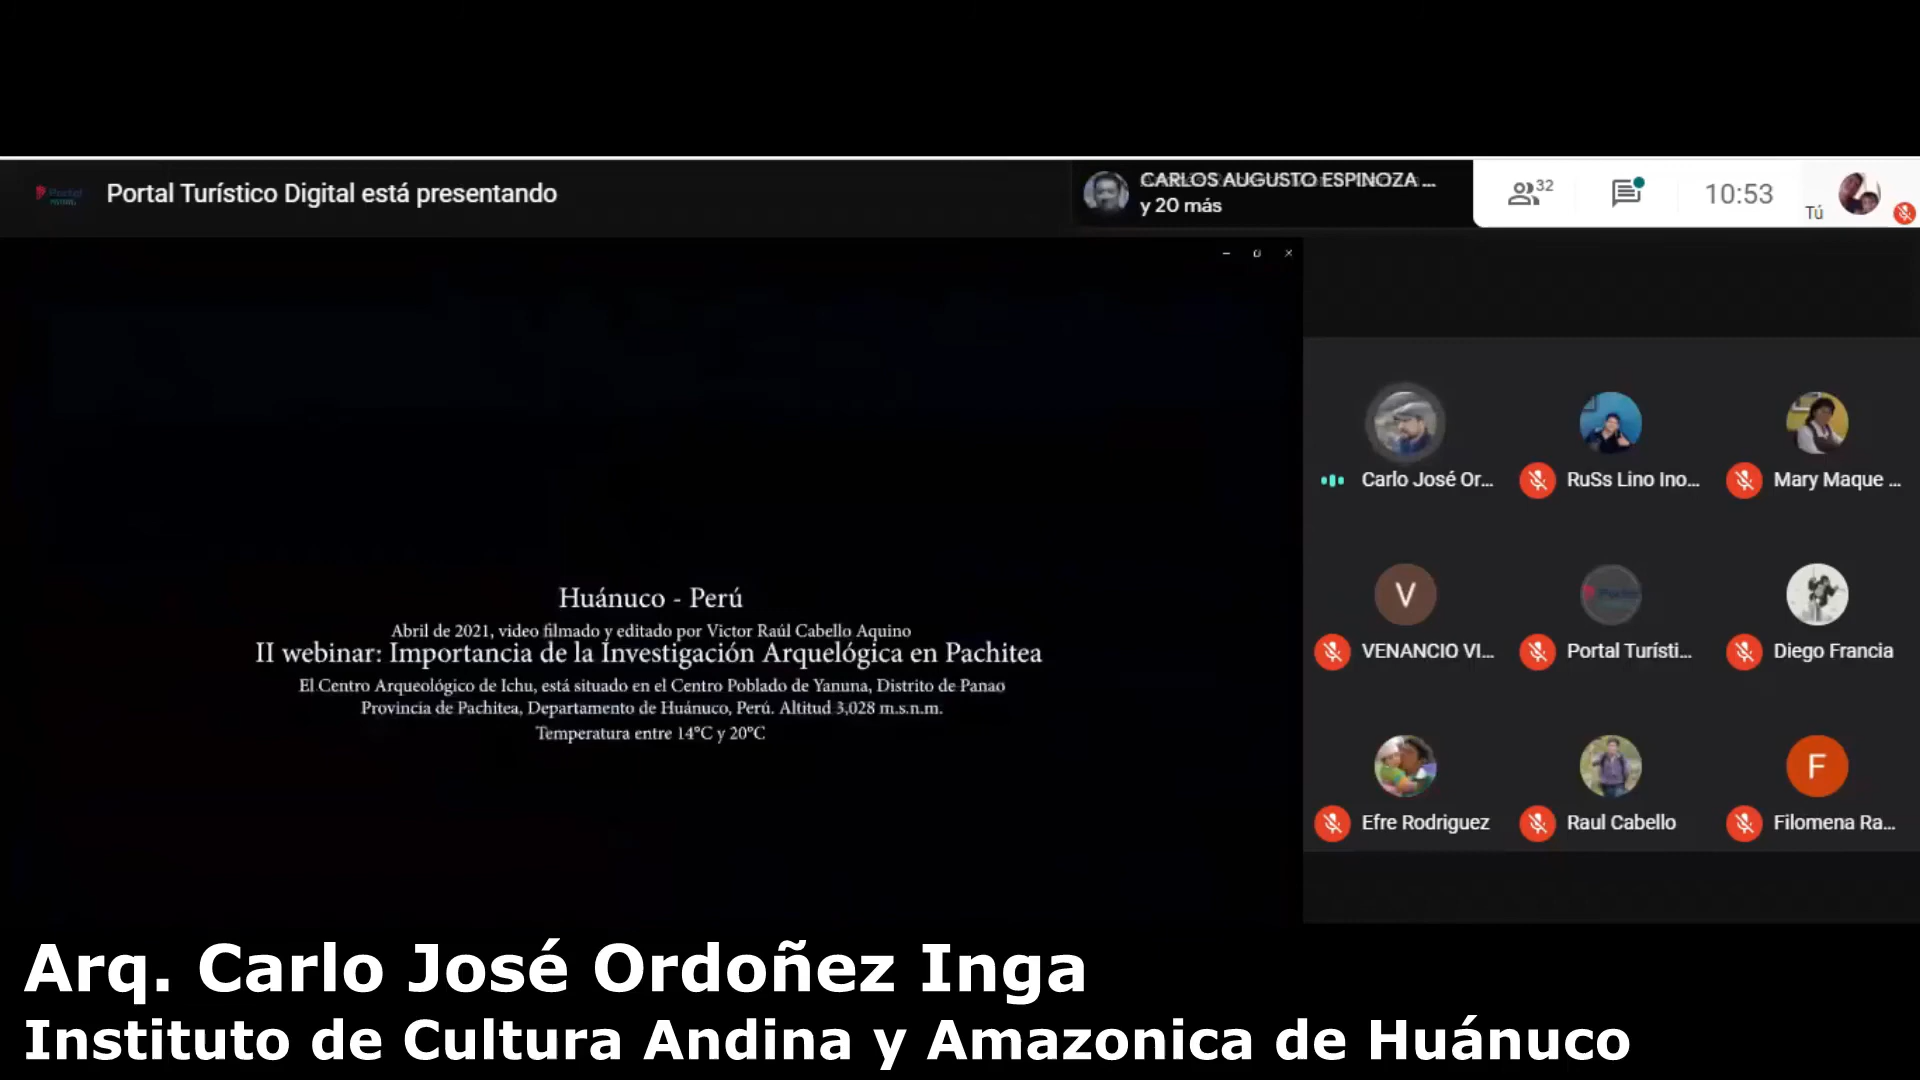 Portal Turístico Digital está presentando
CARLOS AUGUSTO ESPINOZA ...
y 20 más
32
10:53
Tú
Carlo José Or...
RuSs Lino Ino...
Mary Maque ...
V
VENANCIO VI...
Portal Turísti...
Diego Francia
Efre Rodriguez
Raul Cabello
F
Filomena Ra...
Huánuco - Perú
Abril de 2021, video filmado y editado por Victor Raúl Cabello Aquino
II webinar: Importancia de la Investigación Arquelógica en Pachitea
El Centro Arqueológico de Ichu, está situado en el Centro Poblado de Yanuna, Distrito de Panao
Provincia de Pachitea, Departamento de Huánuco, Perú. Altitud 3,028 m.s.n.m.
Temperatura entre 14°C y 20°C
Arq. Carlo José Ordoñez Inga
Instituto de Cultura Andina y Amazonica de Huánuco